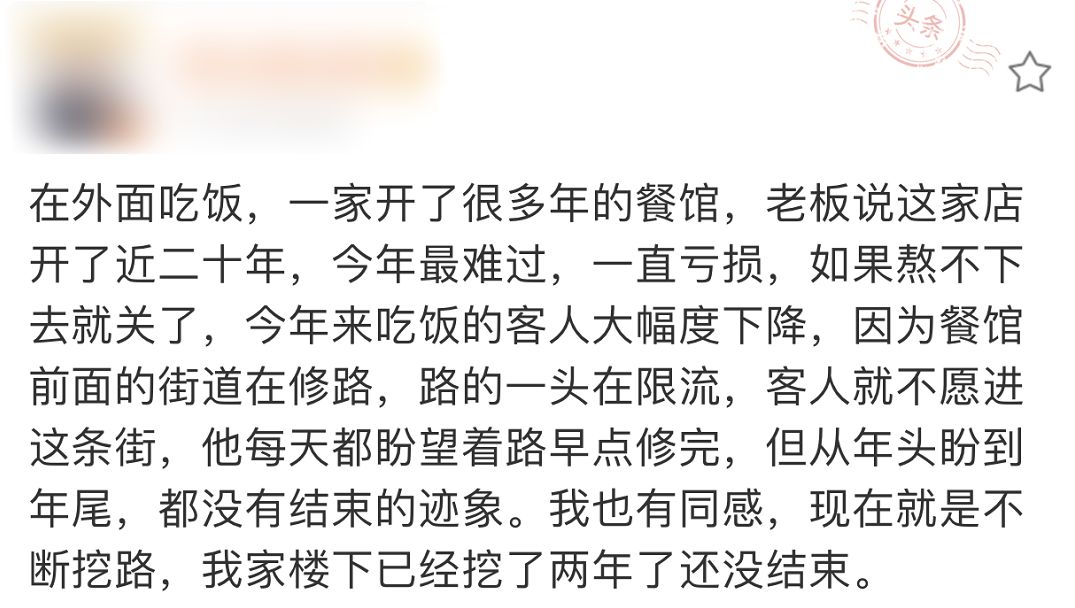 头条
在外面吃饭，一家开了很多年的餐馆，老板说这家店
开了近二十年，今年最难过，一直亏损，如果熬不下
去就关了，今年来吃饭的客人大幅度下降，因为餐馆
前面的街道在修路，路的一头在限流，客人就不愿进
这条街，他每天都盼望着路早点修完，但从年头盼到
年尾，都没有结束的迹象。我也有同感，现在就是不
断挖路，我家楼下已经挖了两年了还没结束。